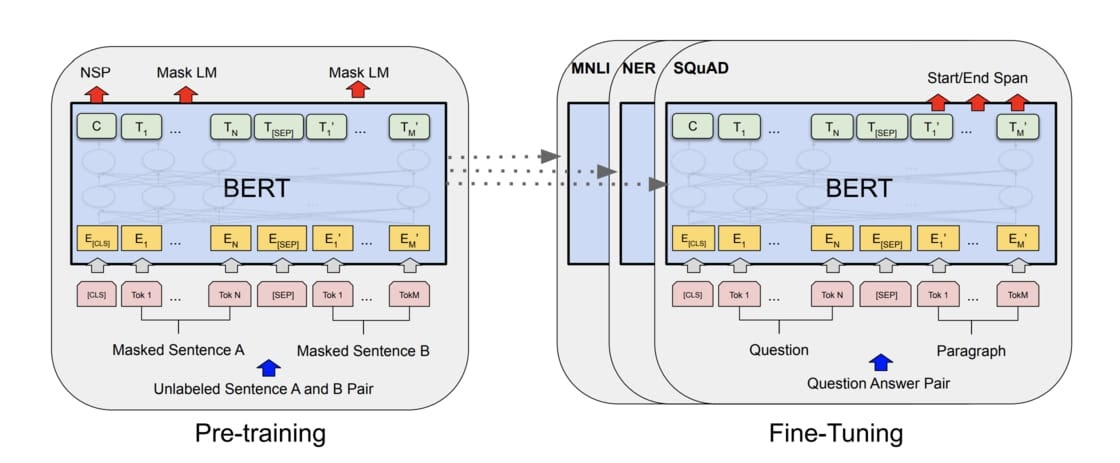 NSP Mask LM Mask LM
C T1 ... TN T[SEP] T1' ... TM'
BERT
E[CLS] E1 ... EN E[SEP] E1' ... EM'
[CLS] Tok 1 ... Tok N [SEP] Tok 1 ... TokM
Masked Sentence A Masked Sentence B
Unlabeled Sentence A and B Pair
Pre-training
MNLI NER SQuAD
Start/End Span
C T1 ... TN T[SEP] T1' ... TM'
BERT
E[CLS] E1 ... EN E[SEP] E1' ... EM'
[CLS] Tok 1 ... Tok N [SEP] Tok 1 ... TokM
Question Paragraph
Question Answer Pair
Fine-Tuning